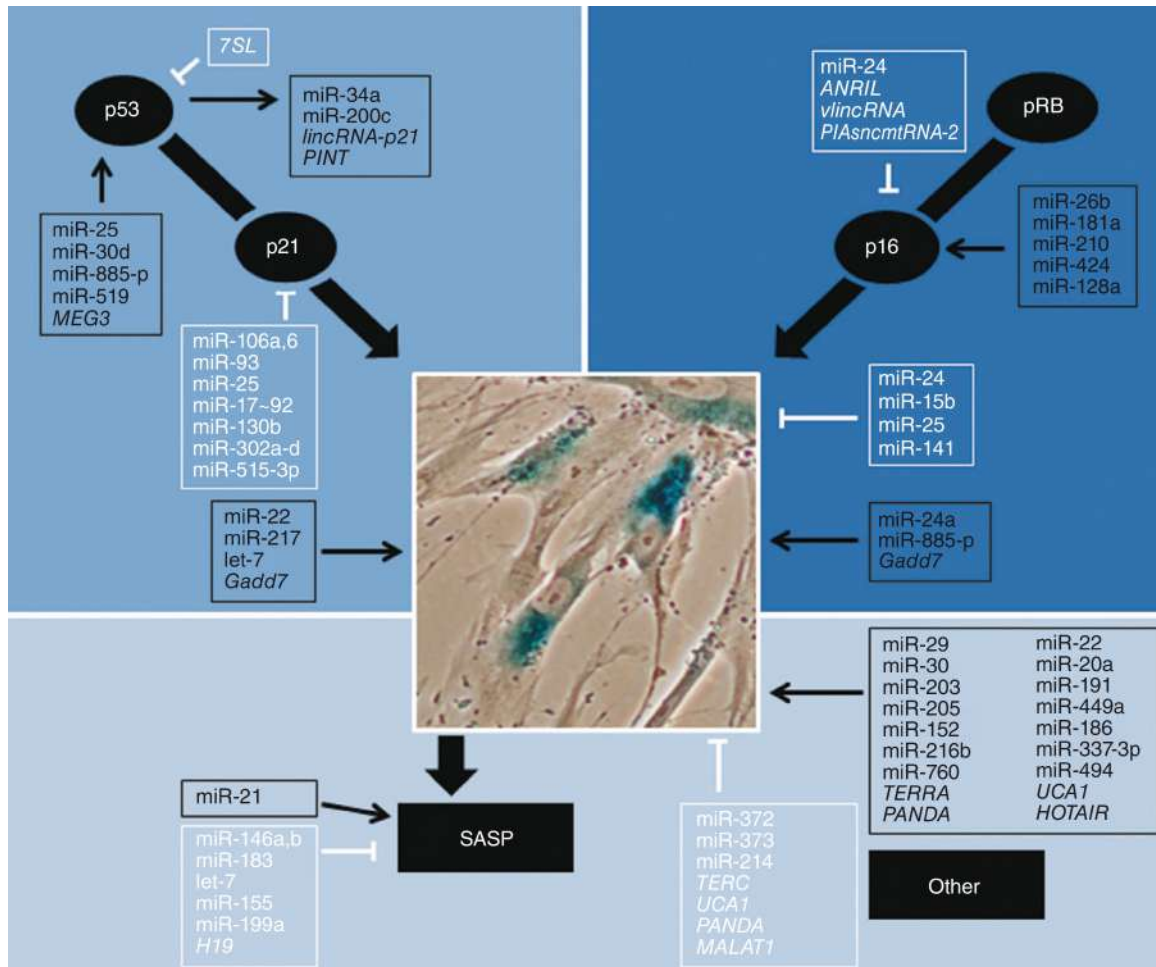 7SL
p53
miR-34a
miR-200c
lincRNA-p21
PINT
miR-25
miR-30d
miR-885-p
miR-519
MEG3
p21
miR-106a,6
miR-93
miR-25
miR-17~92
miR-130b
miR-302a-d
miR-515-3p
miR-22
miR-217
let-7
Gadd7
miR-24
ANRIL
vlincRNA
PIAsncmtRNA-2
pRB
p16
miR-26b
miR-181a
miR-210
miR-424
miR-128a
miR-24
miR-15b
miR-25
miR-141
miR-24a
miR-885-p
Gadd7
miR-21
miR-146a,b
miR-183
let-7
miR-155
miR-199a
H19
SASP
miR-372
miR-373
miR-214
TERC
UCA1
PANDA
MALAT1
miR-29
miR-30
miR-203
miR-205
miR-152
miR-216b
miR-760
TERRA
PANDA
miR-22
miR-20a
miR-191
miR-449a
miR-186
miR-337-3p
miR-494
UCA1
HOTAIR
Other